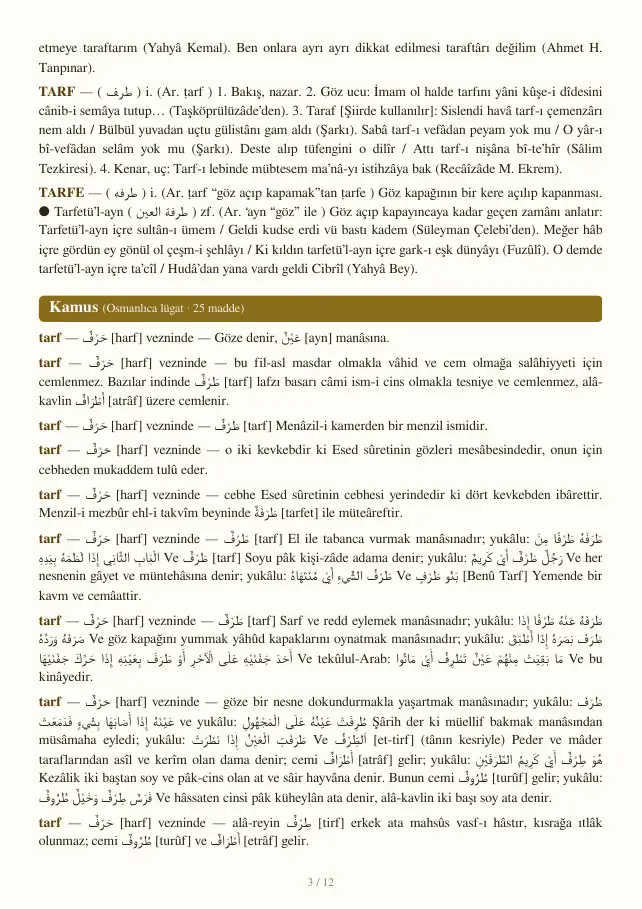 etmeye taraftarım (Yahyâ Kemal). Ben onlara ayrı ayrı dikkat edilmesi taraftârı değilim (Ahmet H.
Tanpınar).
TARF — ( طرف ) i. (Ar. ṭarf ) 1. Bakış, nazar. 2. Göz ucu: İmam ol halde tarfını yâni kûşe-i dîdesini
cânib-i semâya tutup… (Taşköprülüzâde’den). 3. Taraf [Şiirde kullanılır]: Sislendi havâ tarf-ı çemenzârı
nem aldı / Bülbül yuvadan uçtu gülistânı gam aldı (Şarkı). Sabâ tarf-ı vefâdan peyam yok mu / O yâr-ı
bî-vefâdan selâm yok mu (Şarkı). Deste alıp tüfengini o dilîr / Attı tarf-ı nişâna bî-te’hîr (Sâlim
Tezkiresi). 4. Kenar, uç: Tarf-ı lebinde mübtesem ma’nâ-yı istihzâya bak (Recâîzâde M. Ekrem).
TARFE — ( طرفه ) i. (Ar. ṭarf “göz açıp kapamak”tan ṭarfe ) Göz kapağının bir kere açılıp kapanması.
● Tarfetü’l-ayn ( طرفة العين ) zf. (Ar. ‘ayn “göz” ile ) Göz açıp kapayıncaya kadar geçen zamânı anlatır:
Tarfetü’l-ayn içre sultân-ı ümem / Geldi kudse erdi vü bastı kadem (Süleyman Çelebi’den). Meğer hâb
içre gördün ey gönül ol çeşm-i şehlâyı / Ki kıldın tarfetü’l-ayn içre gark-ı eşk dünyâyı (Fuzûlî). O demde
tarfetü’l-ayn içre ta’cîl / Hudâ’dan yana vardı geldi Cibrîl (Yahyâ Bey).
Kamus (Osmanlıca lügat · 25 madde)
tarf — حَرْفٌ [harf] vezninde — Göze denir, عَيْنٌ [ayn] manâsına.
tarf — حَرْفٌ [harf] vezninde — bu fil-asl masdar olmakla vâhid ve cem olmağa salâhiyyeti için
cemlenmez. Bazılar indinde طَرْفٌ [tarf] lafzı basarı câmi ism-i cins olmakla tesniye ve cemlenmez, alâ-
kavlin أَطْرَافٌ [atrâf] üzere cemlenir.
tarf — حَرْفٌ [harf] vezninde — طَرْفٌ [tarf] Menâzil-i kamerden bir menzil ismidir.
tarf — حَرْفٌ [harf] vezninde — o iki kevkebdir ki Esed sûretinin gözleri mesâbesindedir, onun için
cebheden mukaddem tulû eder.
tarf — حَرْفٌ [harf] vezninde — cebhe Esed sûretinin cebhesi yerindedir ki dört kevkebden ibârettir.
Menzil-i mezbûr ehl-i takvîm beyninde طَرْفَةٌ [tarfet] ile müteâreftir.
tarf — حَرْفٌ [harf] vezninde — طَرْفٌ [tarf] El ile tabanca vurmak manâsınadır; yukâlu: طَرَفَهُ طَرْفًا مِنَ
الْبَابِ الثَّانِي إِذَا لَطَمَهُ بِيَدِهِ Ve طَرْفٌ [tarf] Soyu pâk kişi-zâde adama denir; yukâlu: رَجُلٌ طَرْفٌ أَيْ كَرِيمٌ Ve her
nesnenin gâyet ve müntehâsına denir; yukâlu: طَرْفُ الشَّيْءِ أَيْ مُنْتَهَاهُ Ve بَنُو طَرْفٍ [Benû Tarf] Yemende bir
kavm ve cemâattir.
tarf — حَرْفٌ [harf] vezninde — طَرْفٌ [tarf] Sarf ve redd eylemek manâsınadır; yukâlu: طَرَفَهُ عَنْهُ طَرْفًا إِذَا
صَرَفَهُ وَرَدَّهُ Ve göz kapağını yummak yâhûd kapaklarını oynatmak manâsınadır; yukâlu: طَرَفَ بَصَرَهُ إِذَا أَطْبَقَ
أَحَدَ جَفْنَيْهِ عَلَى الْآخَرِ أَوْ طَرَفَ بِعَيْنِهِ إِذَا حَرَّكَ جَفْنَيْهَا Ve tekûlul-Arab: مَا بَقِيَتْ مِنْهُمْ عَيْنٌ تَطْرِفُ أَيْ مَاتُوا Ve bu
kinâyedir.
tarf — حَرْفٌ [harf] vezninde — göze bir nesne dokundurmakla yaşartmak manâsınadır; yukâlu: طَرَفَ
عَيْنَهُ إِذَا أَصَابَهَا بِشَيْءٍ فَدَمَعَتْ ve yukâlu: طُرِفَتْ عَيْنُهُ عَلَى الْمَجْهُولِ Şârih der ki müellif bakmak manâsından
müsâmaha eyledi; yukâlu: طَرَفَتِ الْعَيْنُ إِذَا نَظَرَتْ Ve اَلطِّرْفُ [et-tirf] (tânın kesriyle) Peder ve mâder
taraflarından asîl ve kerîm olan dama denir; cemi أَطْرَافٌ [atrâf] gelir; yukâlu: هُوَ طِرْفٌ أَيْ كَرِيمُ الطَّرَفَيْنِ
Kezâlik iki baştan soy ve pâk-cins olan at ve sâir hayvâna denir. Bunun cemi طُرُوفٌ [turûf] gelir; yukâlu:
فَرَسٌ طِرْفٌ وَخَيْلٌ طُرُوفٌ Ve hâssaten cinsi pâk küheylân ata denir, alâ-kavlin iki başı soy ata denir.
tarf — حَرْفٌ [harf] vezninde — alâ-reyin طِرْفٌ [tirf] erkek ata mahsûs vasf-ı hâstır, kısrağa ıtlâk
olunmaz; cemi طُرُوفٌ [turûf] ve أَطْرَافٌ [etrâf] gelir.
3 / 12